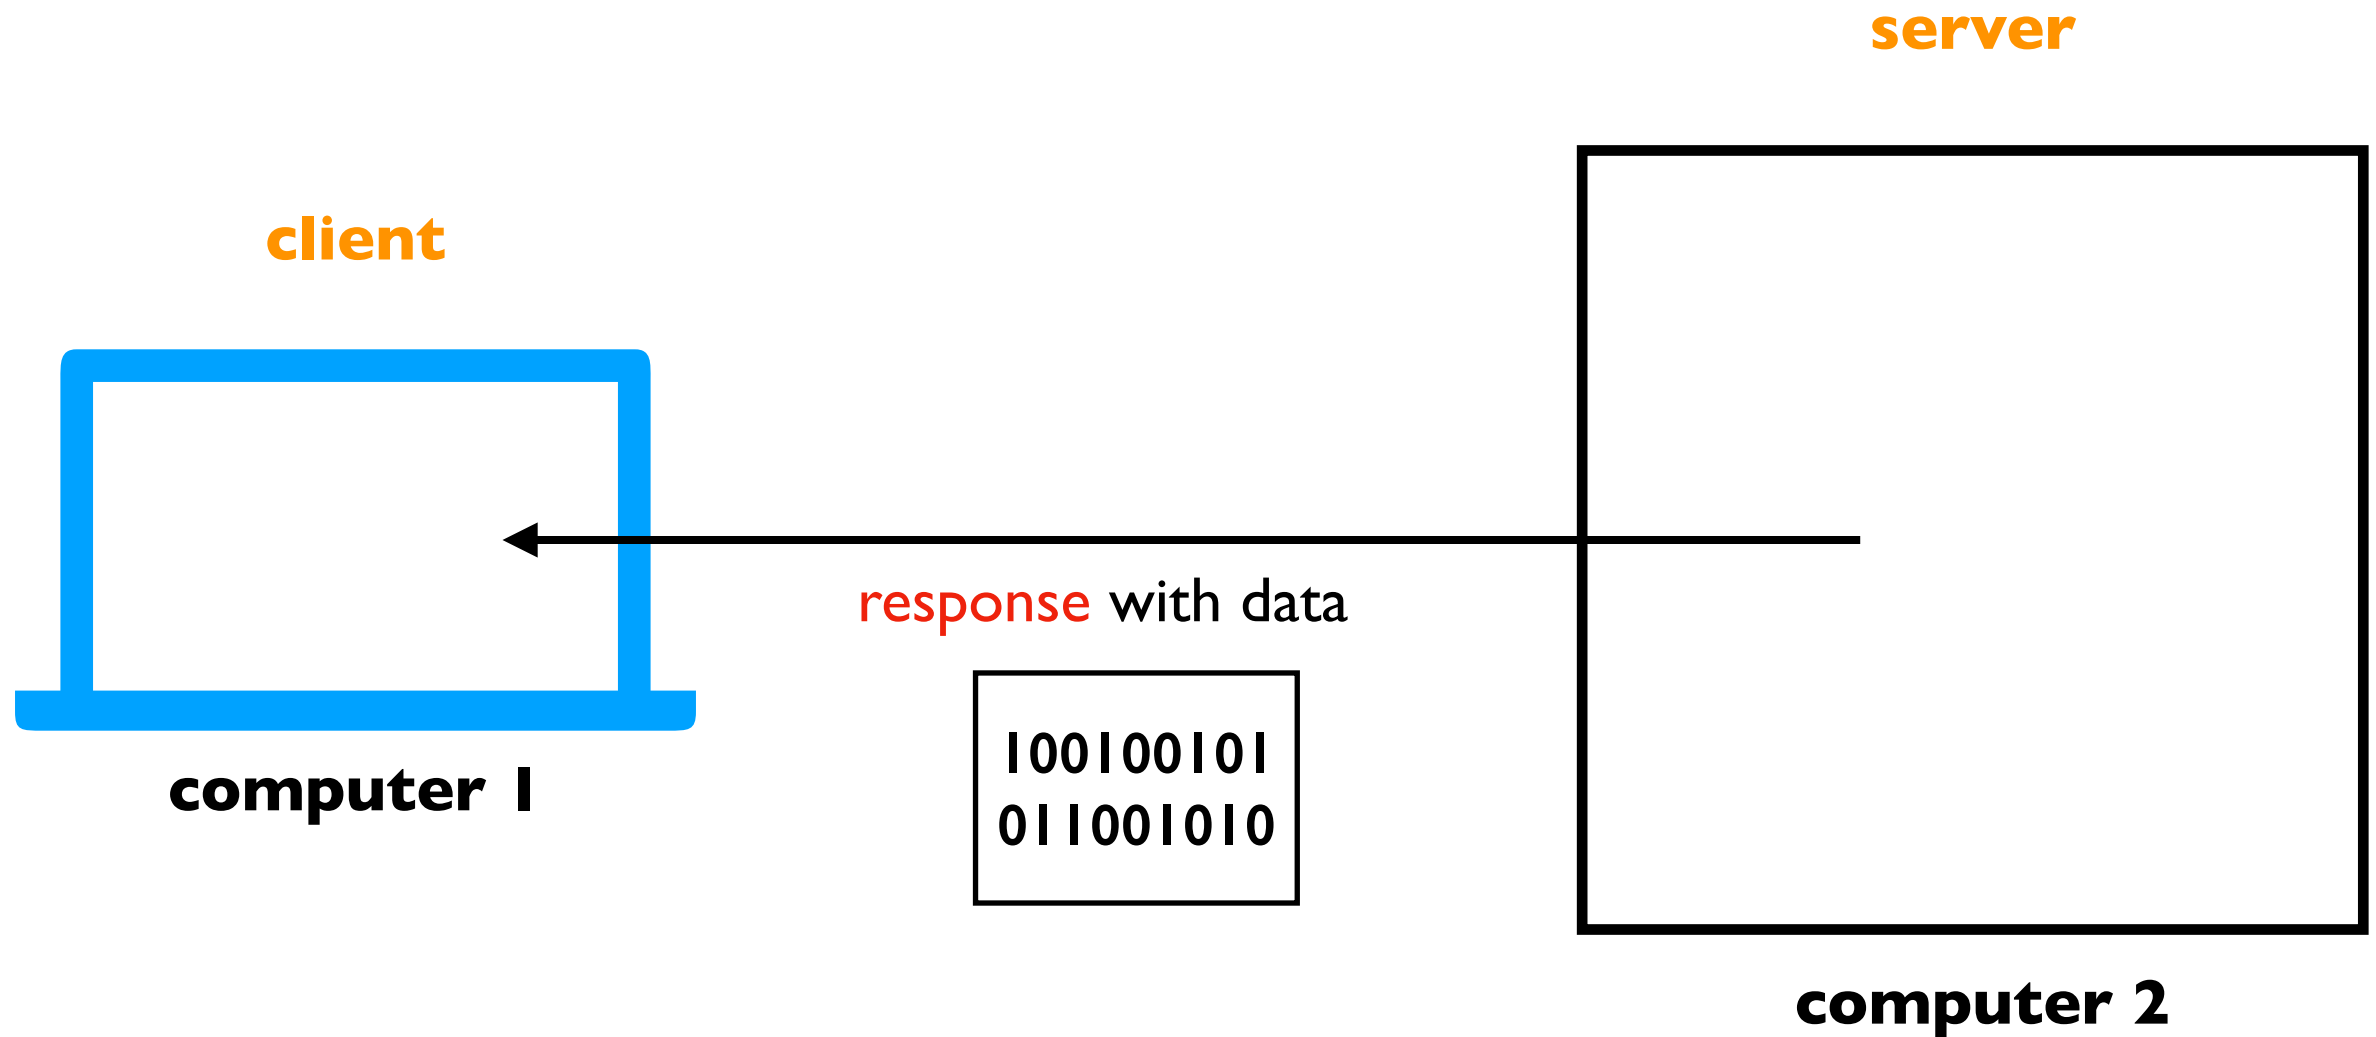 server
client
response with data
100100101
011001010
computer 1
computer 2